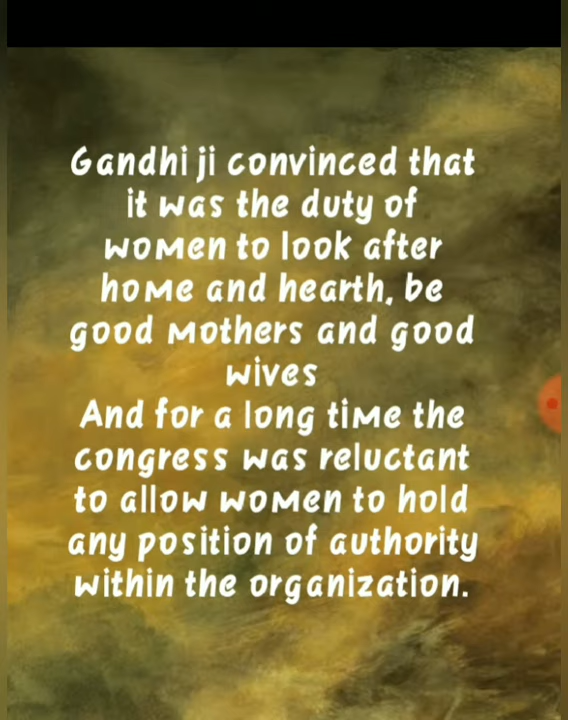 Gandhi ji convinced that
it was the duty of
women to look after
home and hearth, be
good mothers and good
wives
And for a long time the
congress was reluctant
to allow women to hold
any position of authority
within the organization.